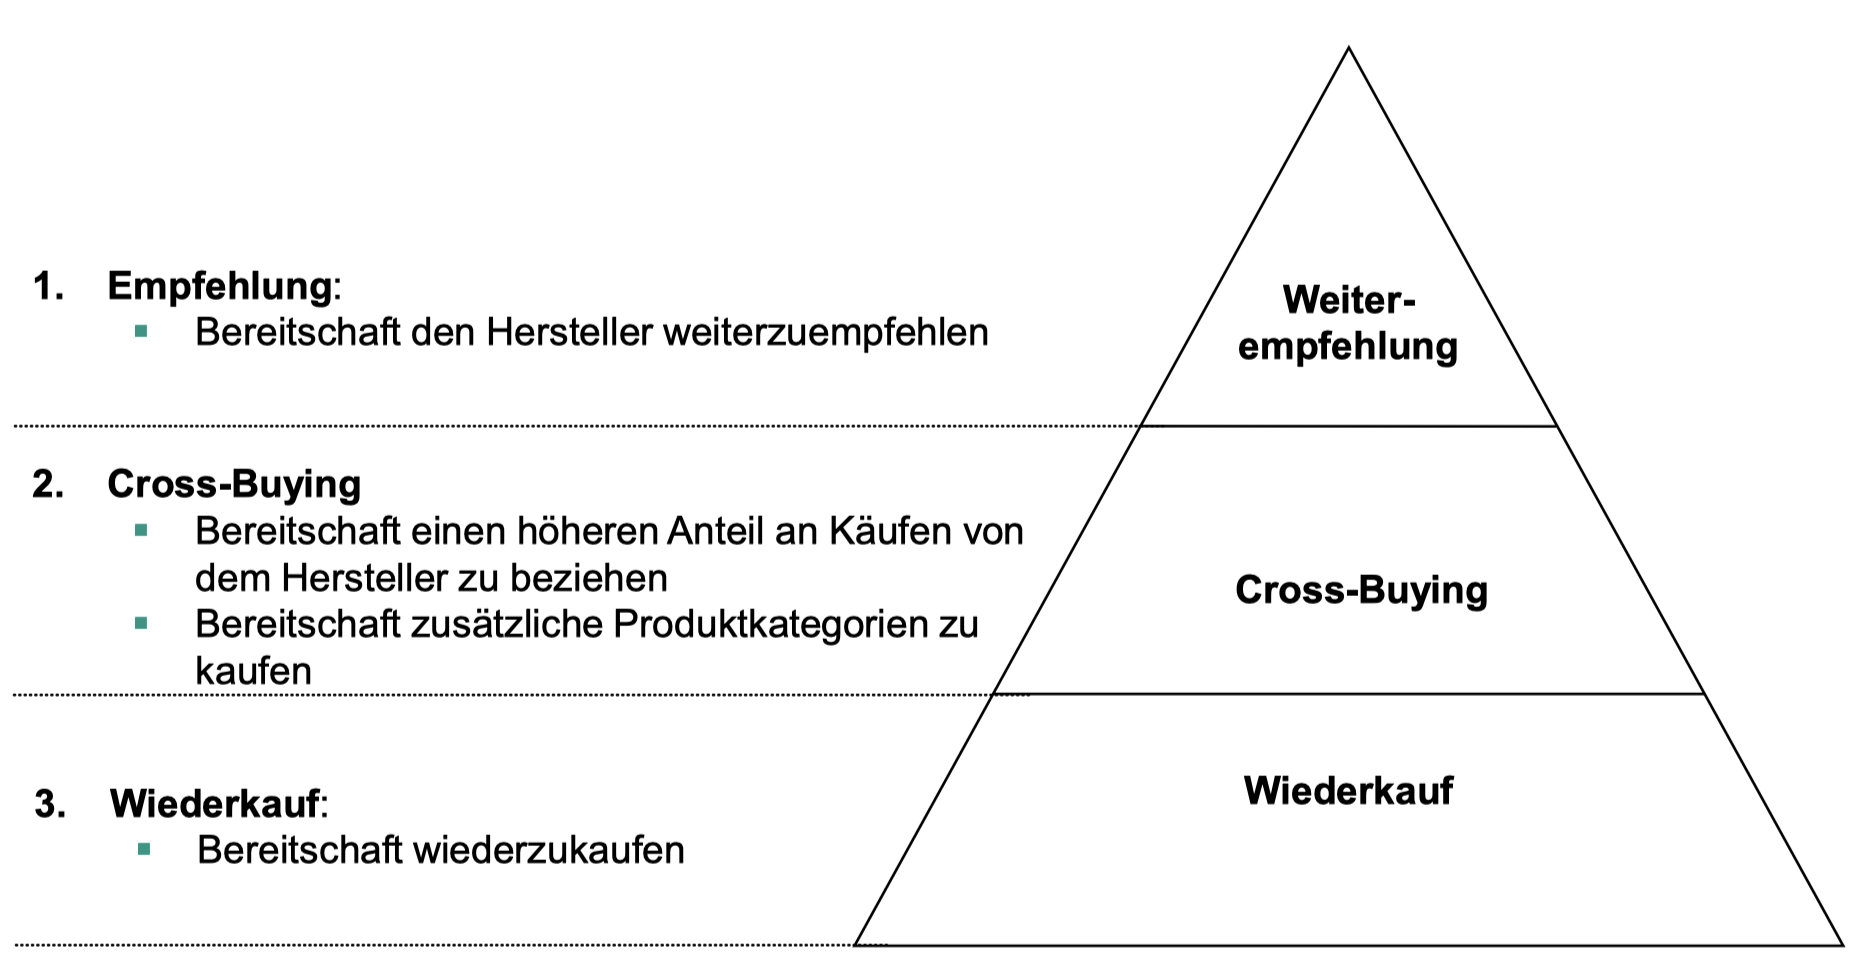 1. Empfehlung:
▪ Bereitschaft den Hersteller weiterzuempfehlen
Weiter-
empfehlung
2. Cross-Buying
▪ Bereitschaft einen höheren Anteil an Käufen von
dem Hersteller zu beziehen
▪ Bereitschaft zusätzliche Produktkategorien zu
kaufen
Cross-Buying
3. Wiederkauf:
▪ Bereitschaft wiederzukaufen
Wiederkauf